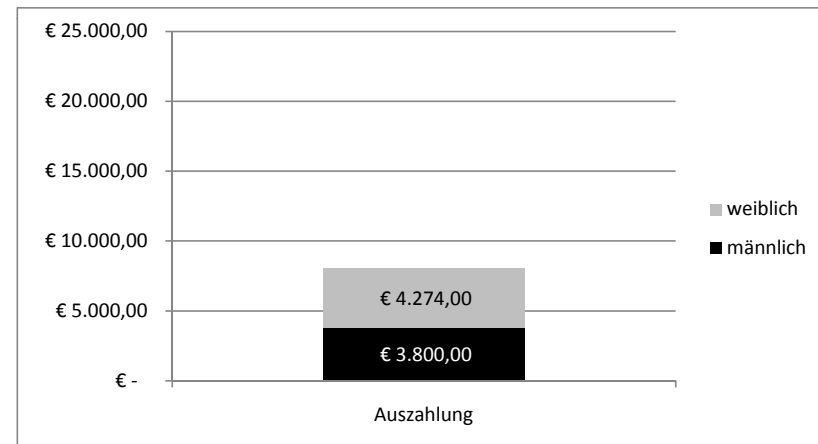 € 25.000,00
€ 20.000,00
€ 15.000,00
€ 10.000,00
€ 5.000,00
€ -
€ 4.274,00
€ 3.800,00
Auszahlung
weiblich
männlich